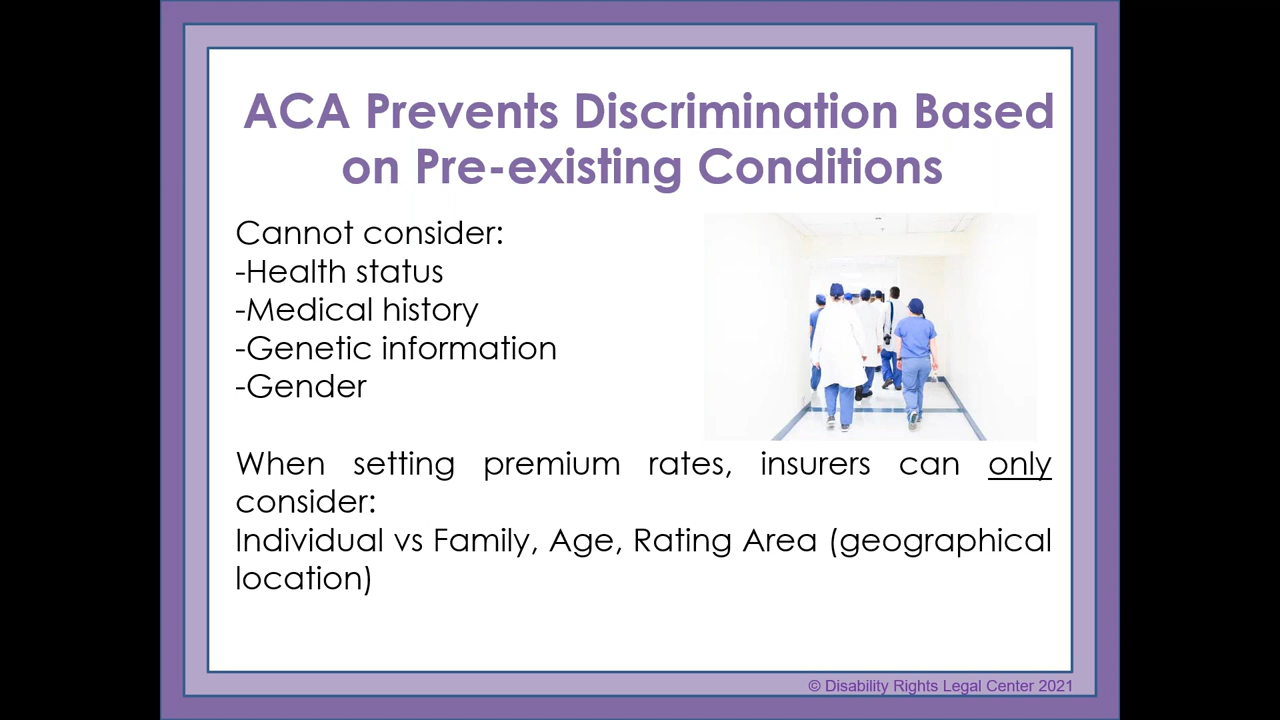 ACA Prevents Discrimination Based
on Pre-existing Conditions
Cannot consider:
-Health status
-Medical history
-Genetic information
-Gender
When setting premium rates, insurers can only
consider:
Individual vs Family, Age, Rating Area (geographical
location)
© Disability Rights Legal Center 2021